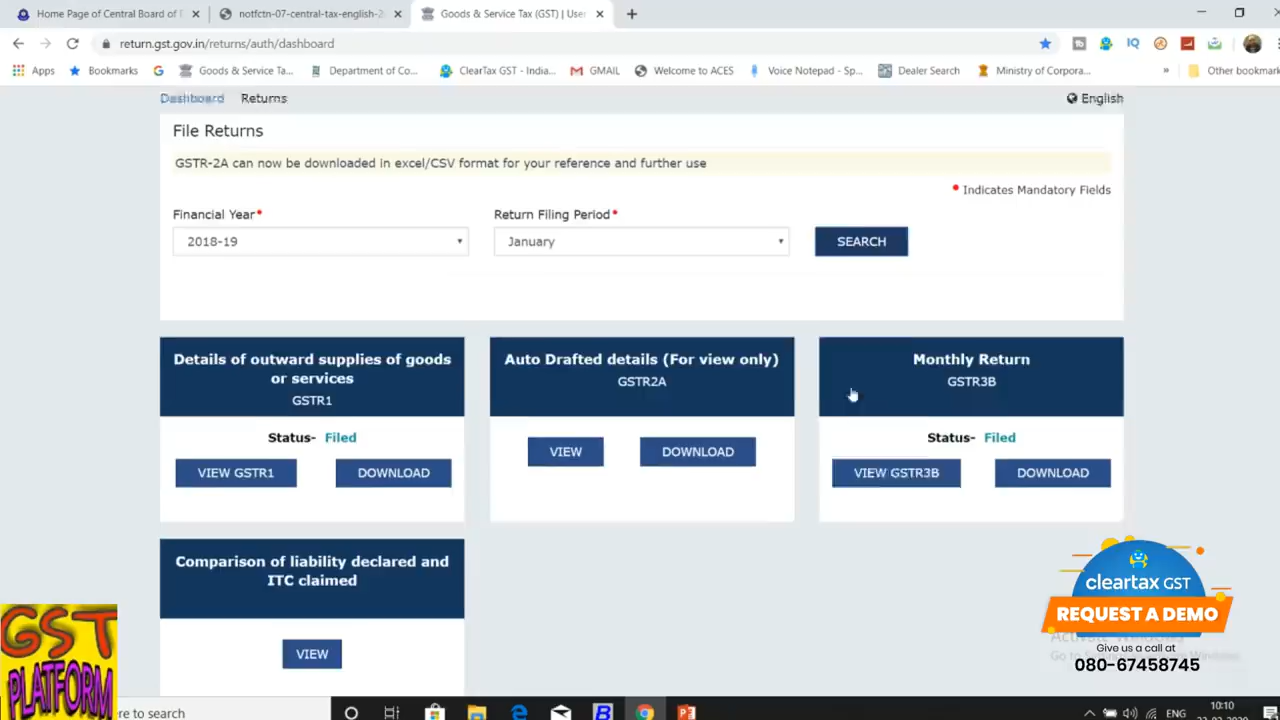 Home Page of Central Board of
notfctn-07-central-tax-english-2
Goods & Service Tax (GST) | User
return.gst.gov.in/returns/auth/dashboard
Apps
Bookmarks
Goods & Service Ta...
Department of Co...
ClearTax GST - India...
GMAIL
Welcome to ACES
Voice Notepad - Sp...
Dealer Search
Ministry of Corpora...
»
Other bookmark
Dashboard
Returns
English
File Returns
GSTR-2A can now be downloaded in excel/CSV format for your reference and further use
• Indicates Mandatory Fields
Financial Year•
Return Filing Period•
2018-19
January
SEARCH
Details of outward supplies of goods
or services
GSTR1
Status- Filed
VIEW GSTR1
DOWNLOAD
Auto Drafted details (For view only)
GSTR2A
VIEW
DOWNLOAD
Monthly Return
GSTR3B
Status- Filed
VIEW GSTR3B
DOWNLOAD
Comparison of liability declared and
ITC claimed
VIEW
cleartax GST
REQUEST A DEMO
Give us a call at
080-67458745
GST
PLATFORM
ere to search
ENG
10:10